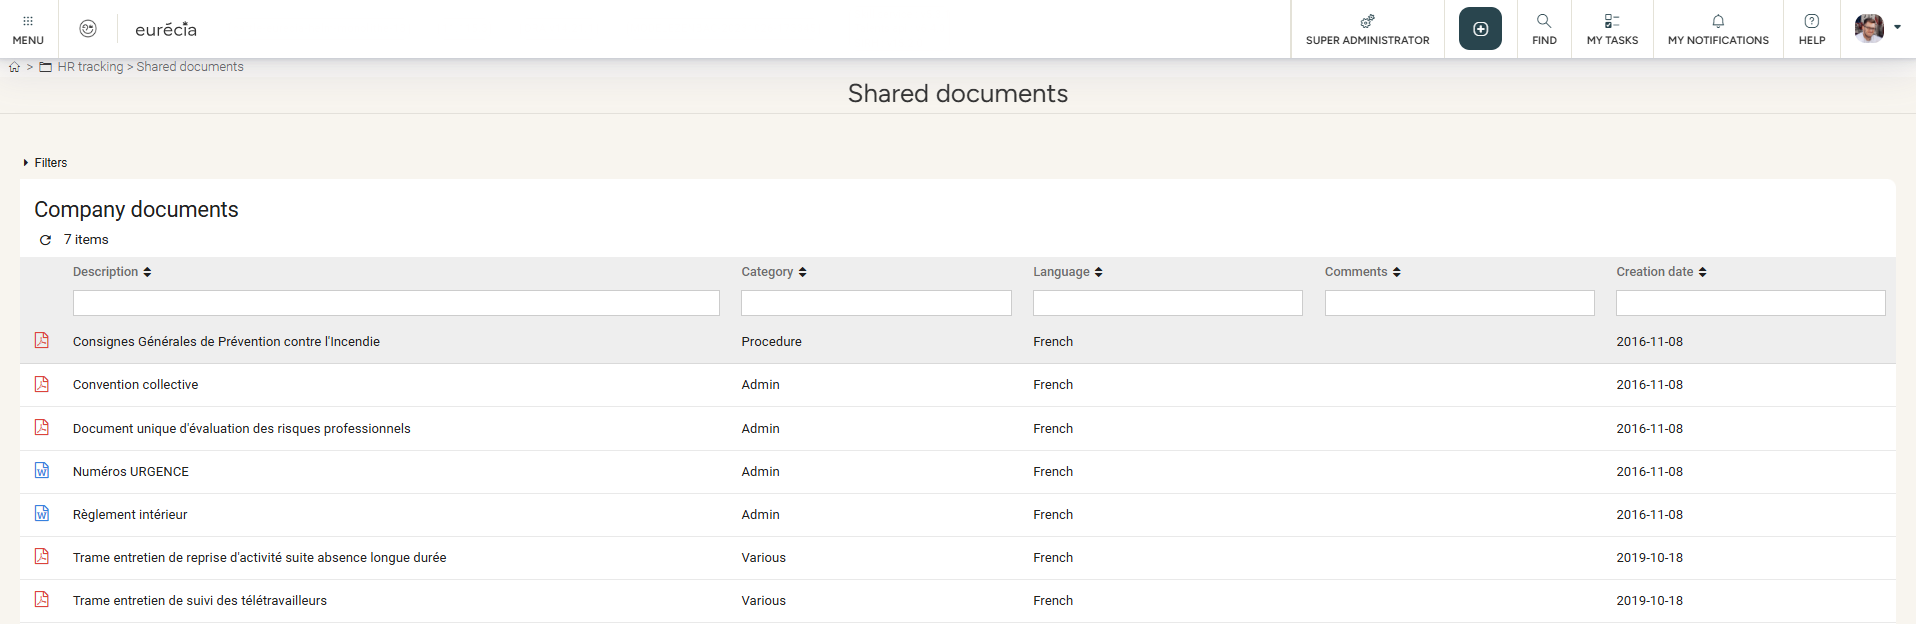 MENU
eurécia
SUPER ADMINISTRATOR
FIND
MY TASKS
MY NOTIFICATIONS
HELP
> HR tracking > Shared documents
Shared documents
Filters
Company documents
7 items
Description Category Language Comments Creation date
Consignes Générales de Prévention contre l'Incendie Procedure French 2016-11-08
Convention collective Admin French 2016-11-08
Document unique d'évaluation des risques professionnels Admin French 2016-11-08
Numéros URGENCE Admin French 2016-11-08
Règlement intérieur Admin French 2016-11-08
Trame entretien de reprise d'activité suite absence longue durée Various French 2019-10-18
Trame entretien de suivi des télétravailleurs Various French 2019-10-18